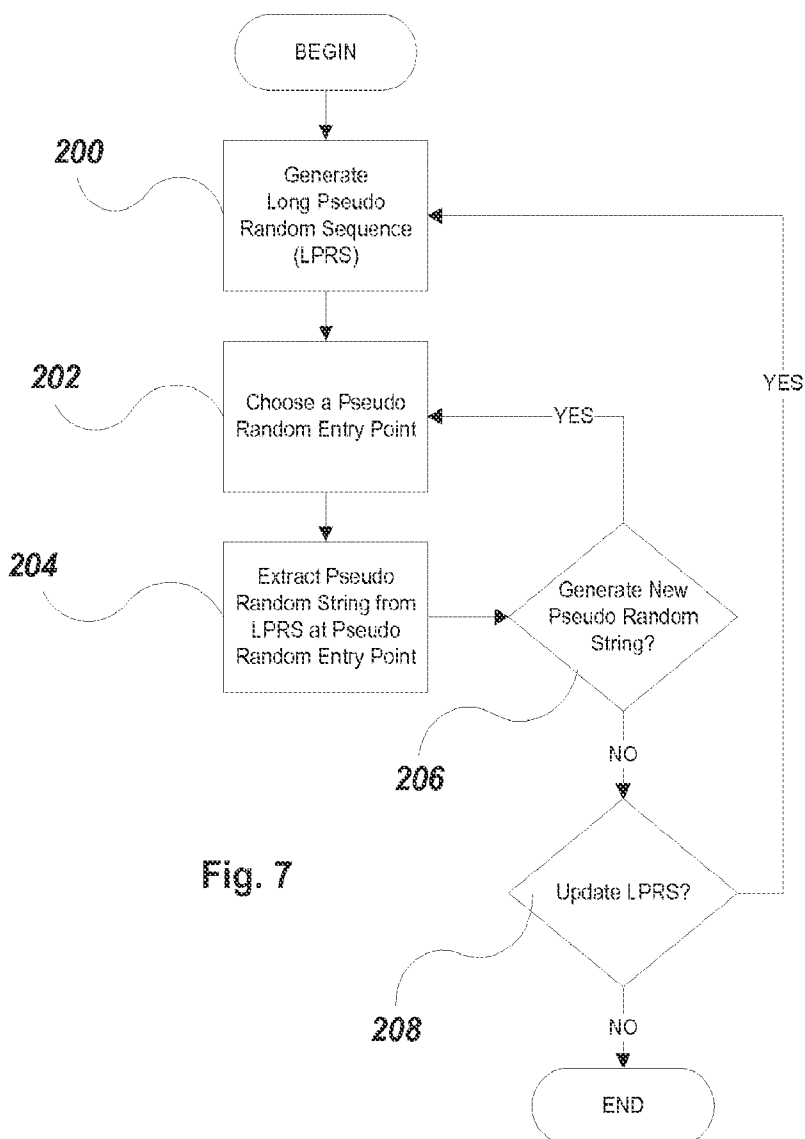 BEGIN
200
Generate
Long Pseudo
Random Sequence
(LPRS)
202
Choose a Pseudo
Random Entry Point
YES
YES
204
Extract Pseudo
Random String from
LPRS at Pseudo
Random Entry Point
Generate New
Pseudo Random
String?
206
NO
Fig. 7
Update LPRS?
208
NO
END